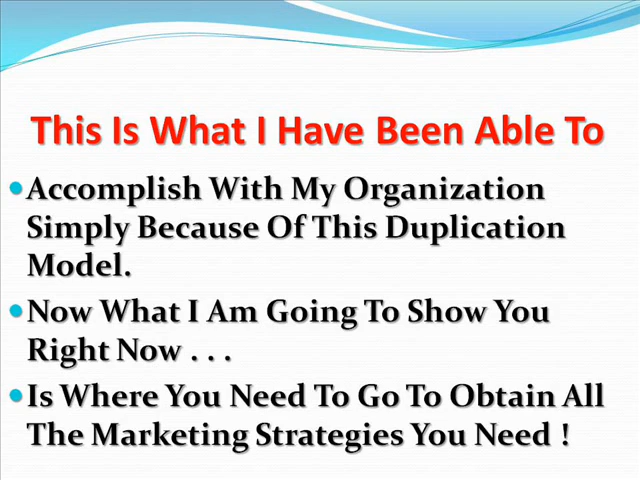 This Is What I Have Been Able To
Accomplish With My Organization
Simply Because Of This Duplication
Model.
Now What I Am Going To Show You
Right Now . . .
Is Where You Need To Go To Obtain All
The Marketing Strategies You Need !